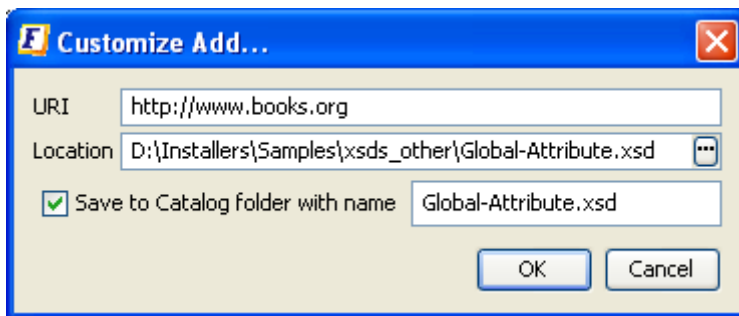 F Customize Add...
URI http://www.books.org
Location D:\Installers\Samples\xsds_other\Global-Attribute.xsd ...
Save to Catalog folder with name Global-Attribute.xsd
OK Cancel